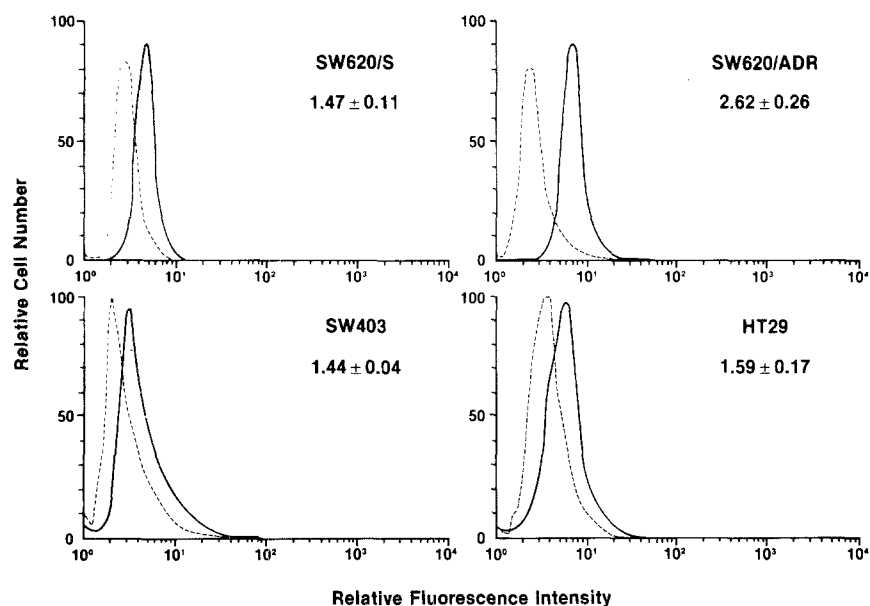 Relative Cell Number
100
50
0
SW620/S
1.47 ± 0.11
10⁰ 10¹ 10² 10³ 10⁴
100
50
0
SW620/ADR
2.62 ± 0.26
10⁰ 10¹ 10² 10³ 10⁴
100
50
0
SW403
1.44 ± 0.04
10⁰ 10¹ 10² 10³ 10⁴
100
50
0
HT29
1.59 ± 0.17
10⁰ 10¹ 10² 10³ 10⁴
Relative Fluorescence Intensity